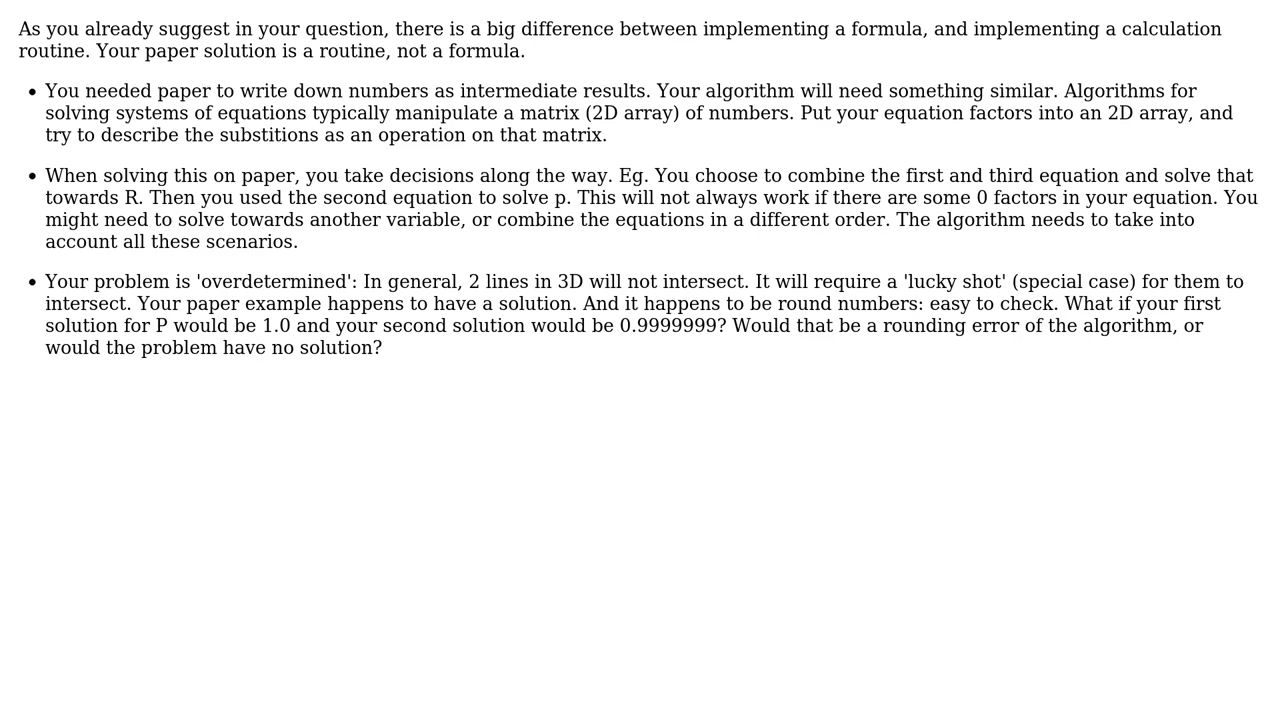 As you already suggest in your question, there is a big difference between implementing a formula, and implementing a calculation
routine. Your paper solution is a routine, not a formula.
• You needed paper to write down numbers as intermediate results. Your algorithm will need something similar. Algorithms for
solving systems of equations typically manipulate a matrix (2D array) of numbers. Put your equation factors into an 2D array, and
try to describe the substitions as an operation on that matrix.
• When solving this on paper, you take decisions along the way. Eg. You choose to combine the first and third equation and solve that
towards R. Then you used the second equation to solve p. This will not always work if there are some 0 factors in your equation. You
might need to solve towards another variable, or combine the equations in a different order. The algorithm needs to take into
account all these scenarios.
• Your problem is 'overdetermined': In general, 2 lines in 3D will not intersect. It will require a 'lucky shot' (special case) for them to
intersect. Your paper example happens to have a solution. And it happens to be round numbers: easy to check. What if your first
solution for P would be 1.0 and your second solution would be 0.9999999? Would that be a rounding error of the algorithm, or
would the problem have no solution?